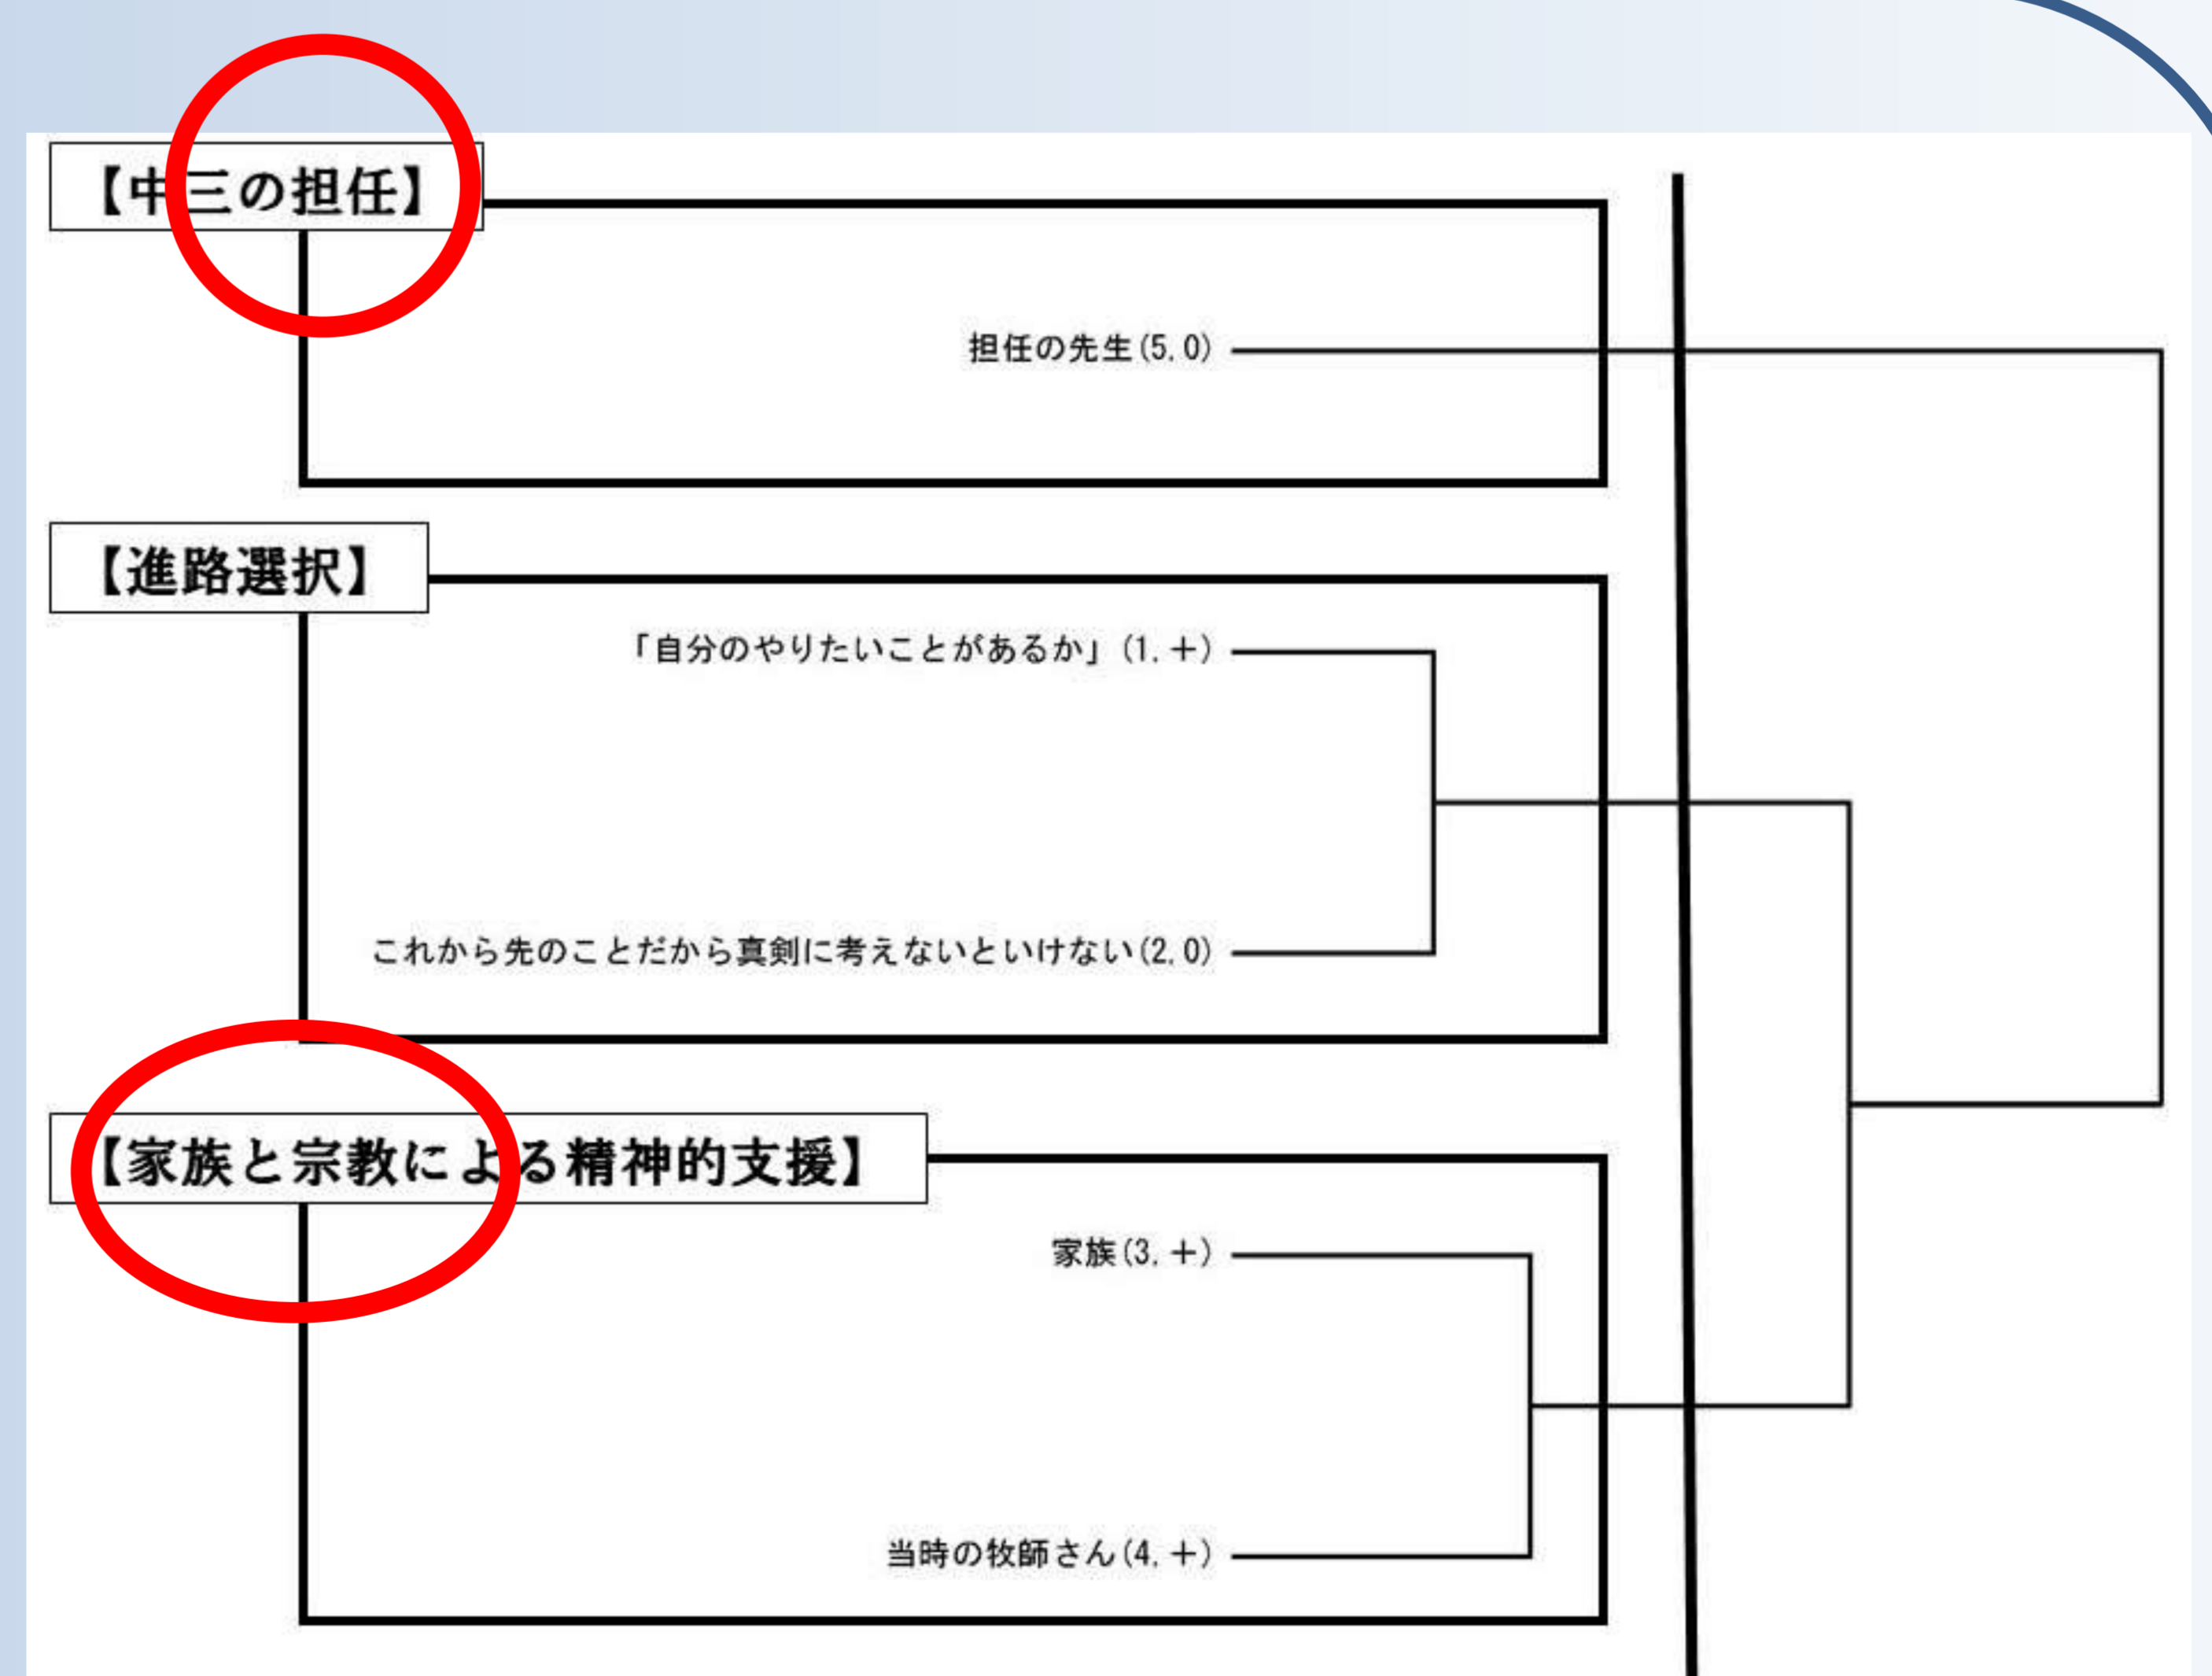 【中三の担任】
担任の先生(5,0)
【進路選択】
「自分のやりたいことがあるか」(1,＋)
これから先のことだから真剣に考えないといけない(2,0)
【家族と宗教による精神的支援】
家族(3,＋)
当時の牧師さん(4,＋)